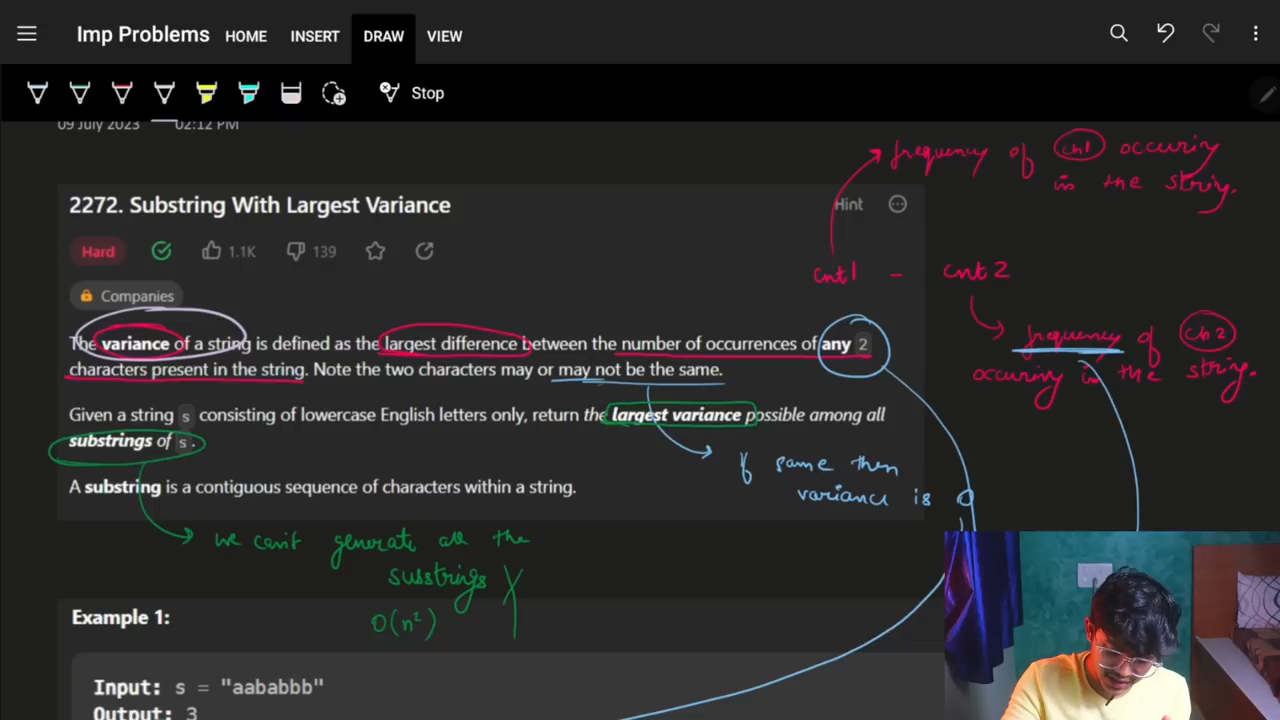 Imp Problems HOME INSERT DRAW VIEW
Stop
09 July 2023 02:12 PM
frequency of ch1 occuring
in the string.
2272. Substring With Largest Variance
Hint
Hard 1.1K 139
cnt1 - cnt2
Companies
frequency of ch2
occuring in the string.
The variance of a string is defined as the largest difference between the number of occurrences of any 2
characters present in the string. Note the two characters may or may not be the same.
Given a string s consisting of lowercase English letters only, return the largest variance possible among all
substrings of s.
If same then
variance is 0
A substring is a contiguous sequence of characters within a string.
we can't generate all the
susstrings X
O(n²)
Example 1:
Input: s = "aababbb"
Output: 3